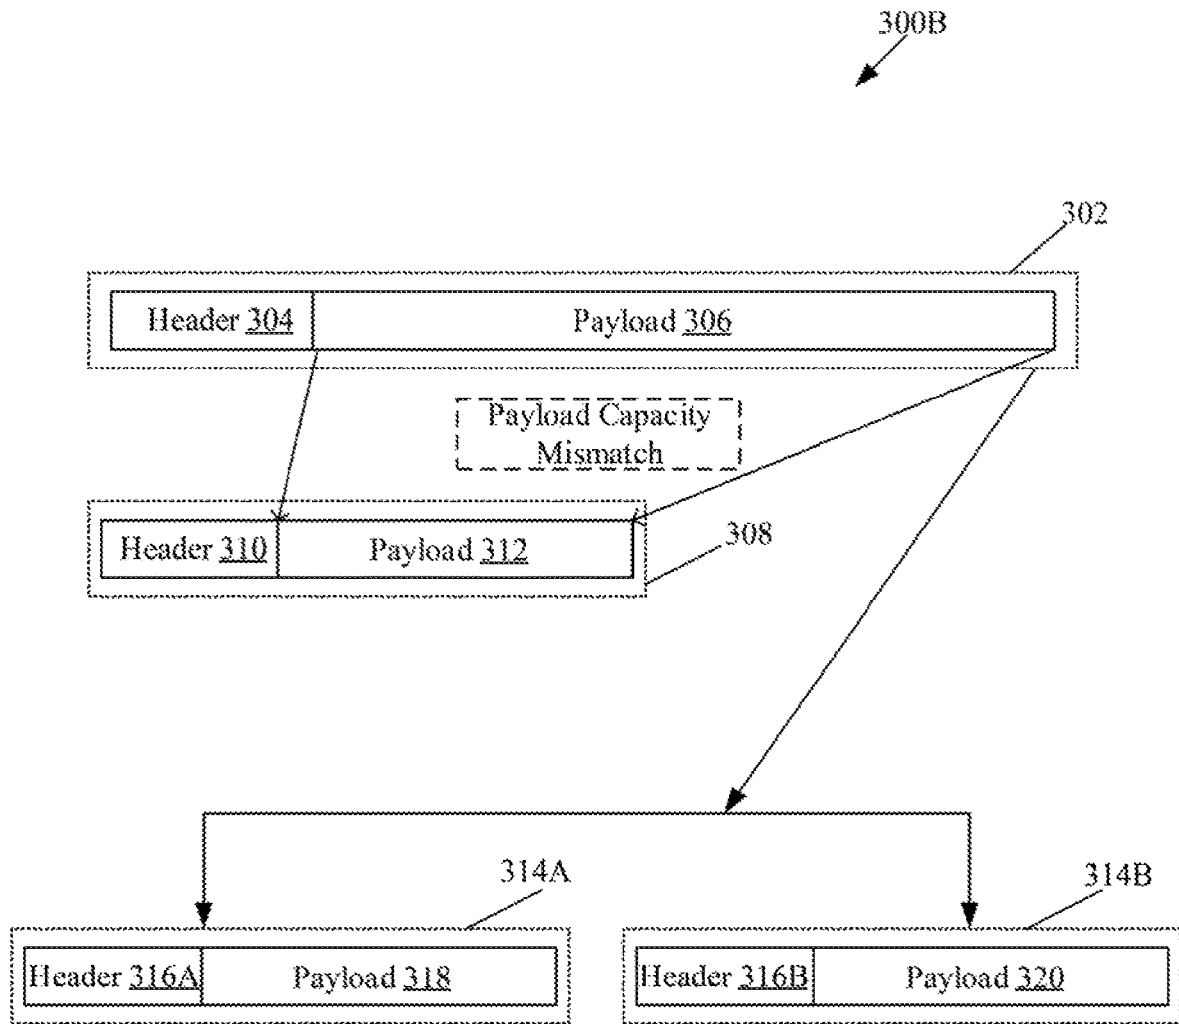 300B
302
Header 304
Payload 306
Payload Capacity
Mismatch
Header 310
Payload 312
308
314A
314B
Header 316A
Payload 318
Header 316B
Payload 320